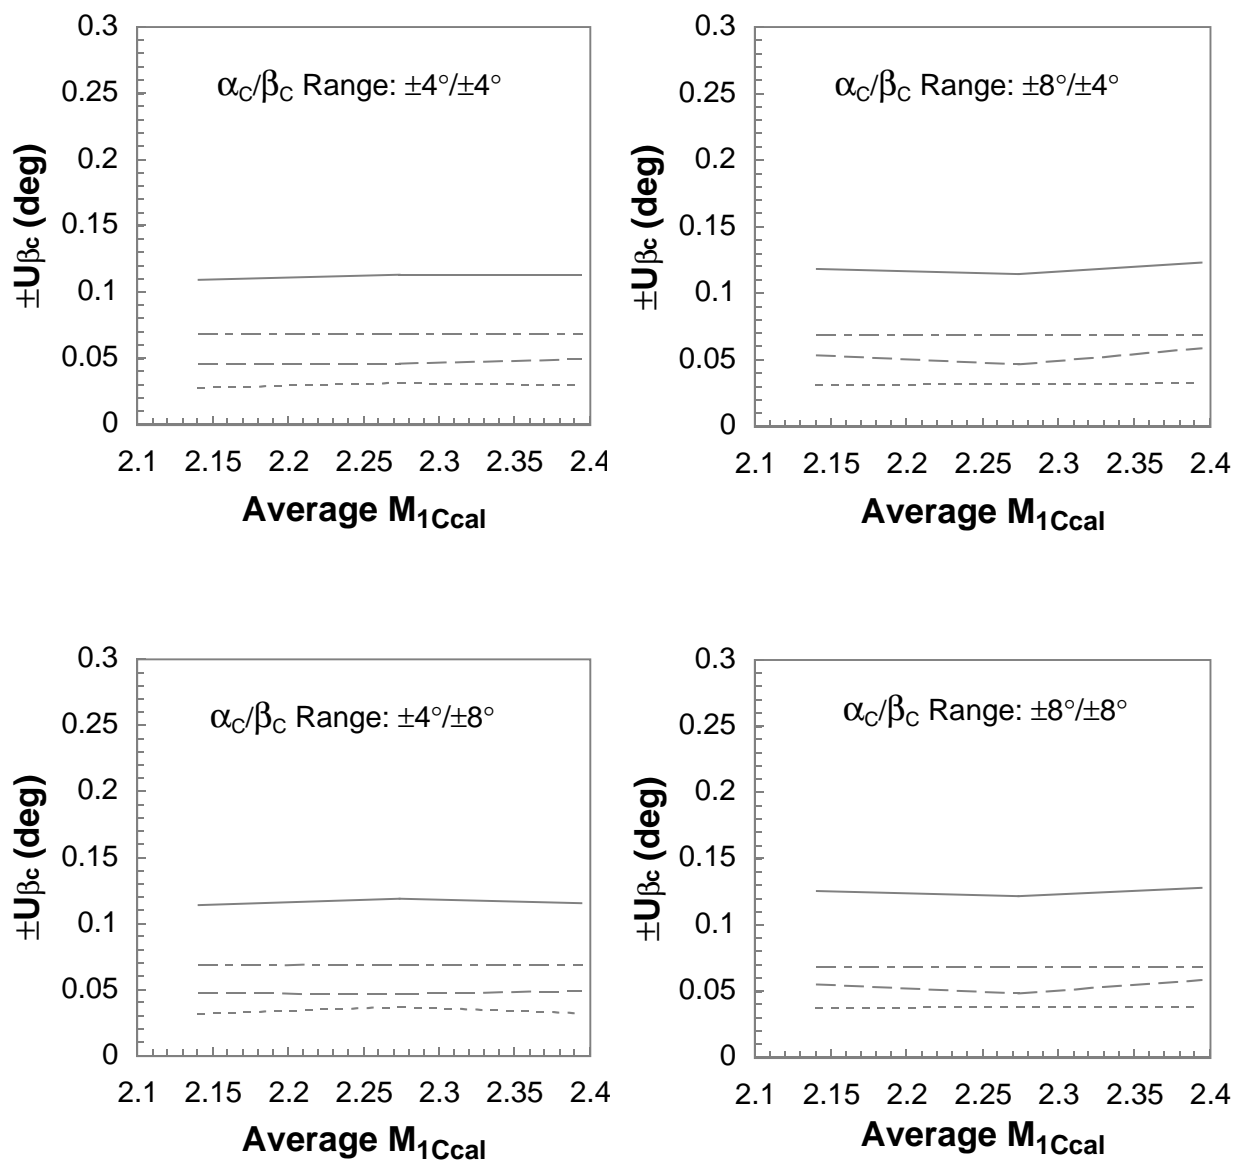 0.3
αC/βC Range: ±4°/±4°
0.25
0.2
0.15
0.1
0.05
0
±Uβc (deg)
2.1 2.15 2.2 2.25 2.3 2.35 2.4
Average M1Ccal
0.3
αC/βC Range: ±8°/±4°
0.25
0.2
0.15
0.1
0.05
0
±Uβc (deg)
2.1 2.15 2.2 2.25 2.3 2.35 2.4
Average M1Ccal
0.3
αC/βC Range: ±4°/±8°
0.25
0.2
0.15
0.1
0.05
0
±Uβc (deg)
2.1 2.15 2.2 2.25 2.3 2.35 2.4
Average M1Ccal
0.3
αC/βC Range: ±8°/±8°
0.25
0.2
0.15
0.1
0.05
0
±Uβc (deg)
2.1 2.15 2.2 2.25 2.3 2.35 2.4
Average M1Ccal